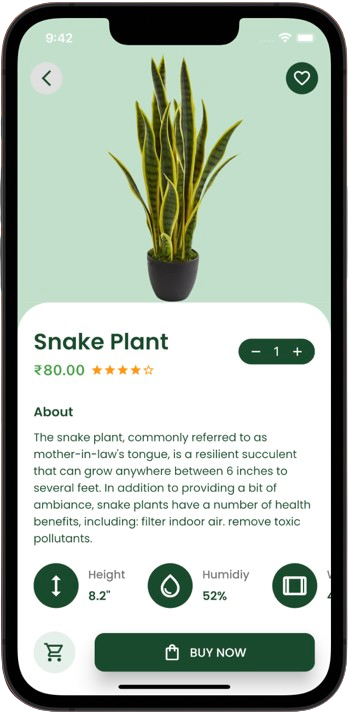 9:42
Snake Plant
− 1 +
₹80.00
About
The snake plant, commonly referred to as
mother-in-law's tongue, is a resilient succulent
that can grow anywhere between 6 inches to
several feet. In addition to providing a bit of
ambiance, snake plants have a number of health
benefits, including: filter indoor air. remove toxic
pollutants.
Height
8.2"
Humidiy
52%
BUY NOW